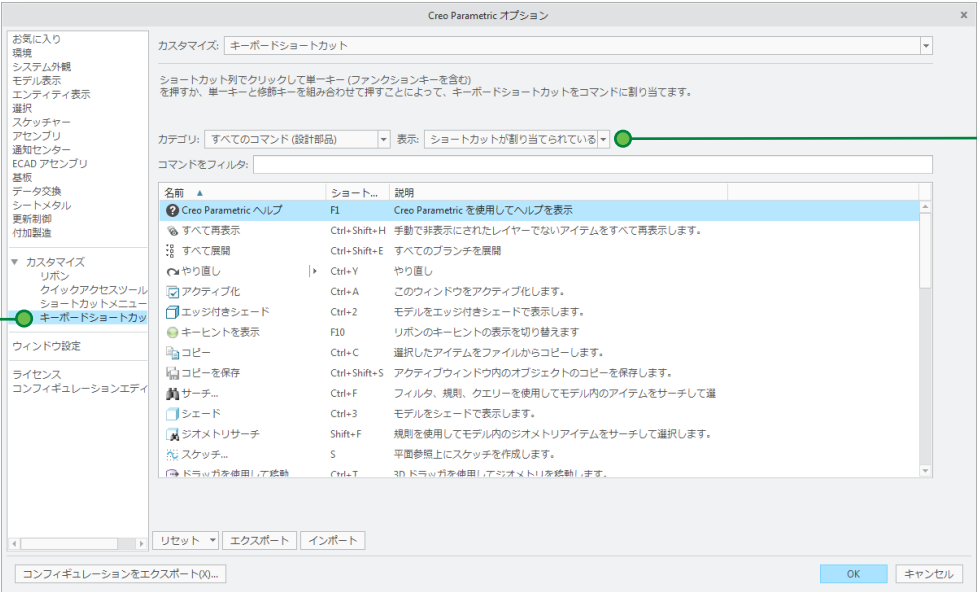 Creo Parametric オプション
x
お気に入り
環境
システム外観
モデル表示
エンティティ表示
選択
スケッチャー
アセンブリ
通知センター
ECAD アセンブリ
基板
データ交換
シートメタル
更新制御
付加製造
カスタマイズ
リボン
クイックアクセスツール
ショートカットメニュー
キーボードショートカッ
ウィンドウ設定
ライセンス
コンフィギュレーションエディ
カスタマイズ: キーボードショートカット
ショートカット列でクリックして単一キー (ファンクションキーを含む)
を押すか、単一キーと修飾キーを組み合わせて押すことによって、キーボードショートカットをコマンドに割り当てます。
カテゴリ: すべてのコマンド (設計部品) 表示: ショートカットが割り当てられている
コマンドをフィルタ:
名前 ショート... 説明
Creo Parametric ヘルプ F1 Creo Parametric を使用してヘルプを表示
すべて再表示 Ctrl+Shift+H 手動で非表示にされたレイヤーでないアイテムをすべて再表示します。
すべて展開 Ctrl+Shift+E すべてのブランチを展開
やり直し Ctrl+Y やり直し
アクティブ化 Ctrl+A このウィンドウをアクティブ化します。
エッジ付きシェード Ctrl+2 モデルをエッジ付きシェードで表示します。
キーヒントを表示 F10 リボンのキーヒントの表示を切り替えます
コピー Ctrl+C 選択したアイテムをファイルからコピーします。
コピーを保存 Ctrl+Shift+S アクティブウィンドウ内のオブジェクトのコピーを保存します。
サーチ... Ctrl+F フィルタ、規則、クエリーを使用してモデル内のアイテムをサーチして選
シェード Ctrl+3 モデルをシェードで表示します。
ジオメトリサーチ Shift+F 規則を使用してモデル内のジオメトリアイテムをサーチして選択します。
スケッチ... S 平面参照上にスケッチを作成します。
ドラッガを使用して移動 Ctrl+T 3D ドラッガを使用してジオメトリを移動します。
リセット エクスポート インポート
コンフィギュレーションをエクスポート(X)... OK キャンセル